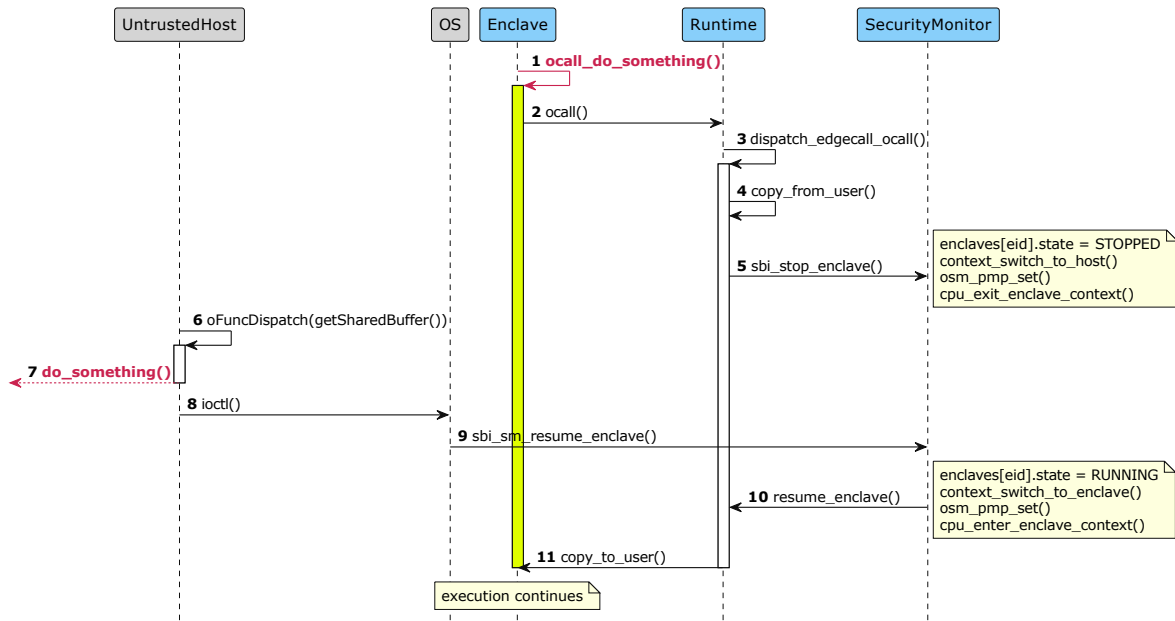 UntrustedHost
OS
Enclave
Runtime
SecurityMonitor
1 ocall_do_something()
2 ocall()
3 dispatch_edgecall_ocall()
4 copy_from_user()
enclaves[eid].state = STOPPED
context_switch_to_host()
osm_pmp_set()
cpu_exit_enclave_context()
5 sbi_stop_enclave()
6 oFuncDispatch(getSharedBuffer())
7 do_something()
8 ioctl()
9 sbi_sm_resume_enclave()
enclaves[eid].state = RUNNING
context_switch_to_enclave()
osm_pmp_set()
cpu_enter_enclave_context()
10 resume_enclave()
11 copy_to_user()
execution continues